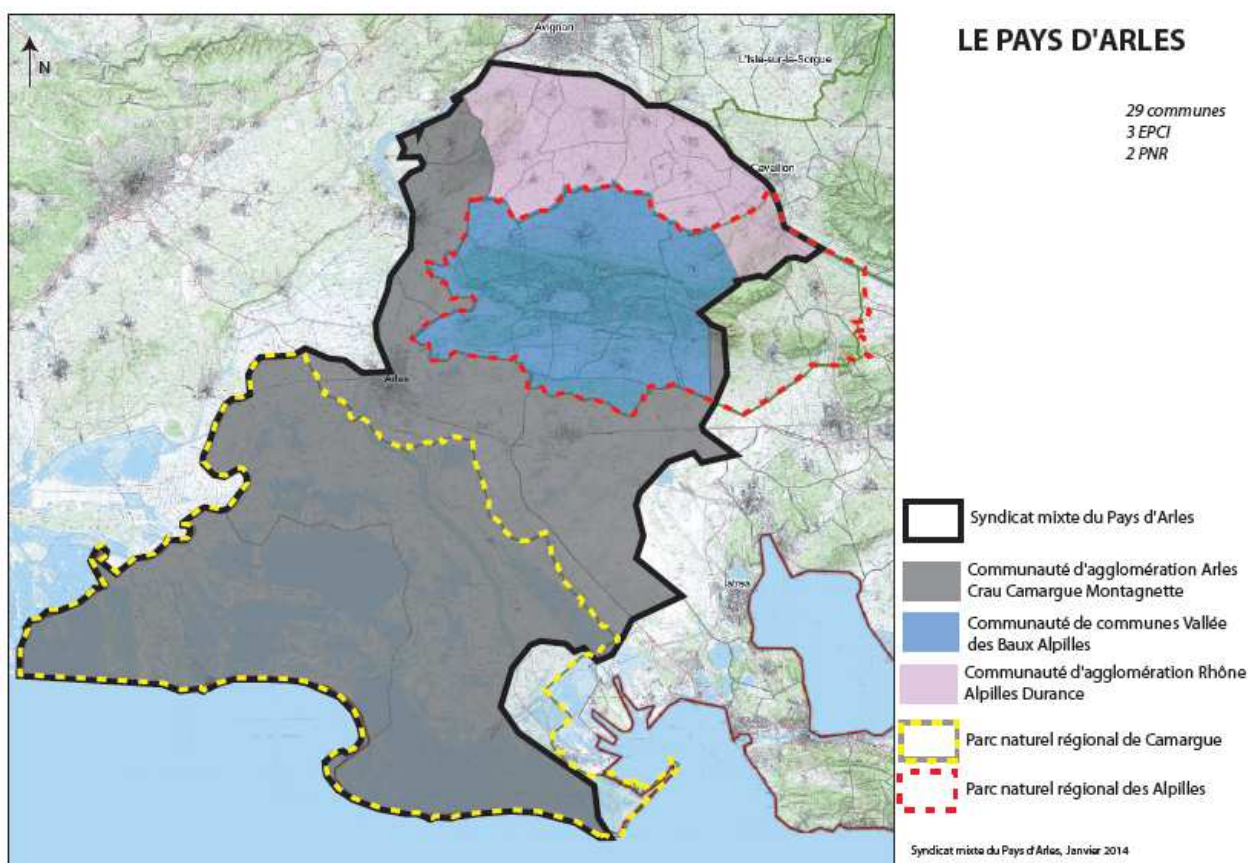 LE PAYS D'ARLES
29 communes
3 EPCI
2 PNR
N
Avignon
L'Isle-sur-la-Sorgue
Cavaillon
Arles
Istres
Syndicat mixte du Pays d'Arles
Communauté d'agglomération Arles
Crau Camargue Montagnette
Communauté de communes Vallée
des Baux Alpilles
Communauté d'agglomération Rhône
Alpilles Durance
Parc naturel régional de Camargue
Parc naturel régional des Alpilles
Syndicat mixte du Pays d'Arles, Janvier 2014